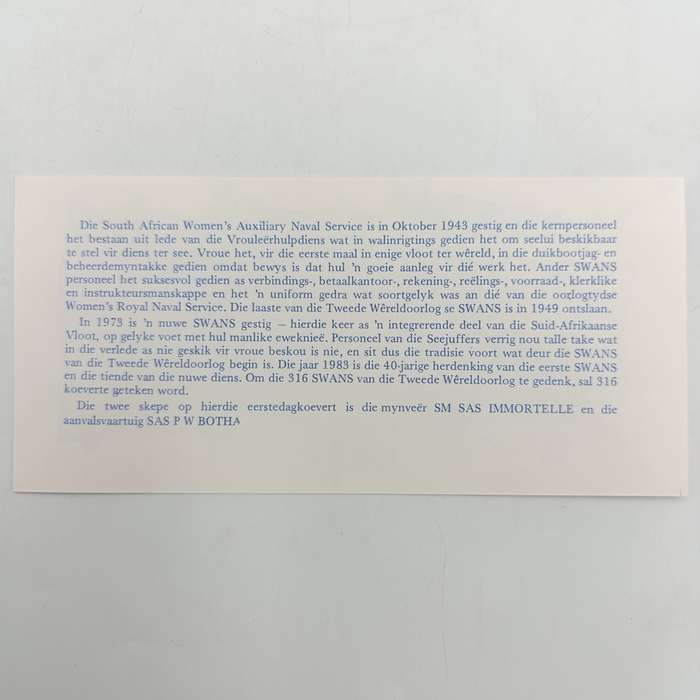 Die South African Women's Auxiliary Naval Service is in Oktober 1943 gestig en die kernpersoneel
het bestaan uit lede van die Vrouleërhulpdiens wat in walinrigtings gedien het om seelui beskikbaar
te stel vir diens ter see. Vroue het, vir die eerste maal in enige vloot ter wêreld, in die duikbootjag- en
beheerdemyntakke gedien omdat bewys is dat hul 'n goeie aanleg vir dié werk het. Ander SWANS
personeel het suksesvol gedien as verbindings-, betaalkantoor-, rekening-, reëlings-, voorraad-, klerklike
en instrukteursmanskappe en het 'n uniform gedra wat soortgelyk was an dié van die oorlogtydse
Women's Royal Naval Service. Die laaste van die Tweede Wêreldoorlog se SWANS is in 1949 ontslaan.
In 1973 is 'n nuwe SWANS gestig – hierdie keer as 'n integrerende deel van die Suid-Afrikaanse
Vloot, op gelyke voet met hul manlike eweknieë. Personeel van die Seejuffers verrig nou talle take wat
in die verlede as nie geskik vir vroue beskou is nie, en sit dus die tradisie voort wat deur die SWANS
van die Tweede Wêreldoorlog begin is. Die jaar 1983 is die 40-jarige herdenking van die eerste SWANS
en die tiende van die nuwe diens. Om die 316 SWANS van die Tweede Wêreldoorlog te gedenk, sal 316
koeverte geteken word.
Die twee skepe op hierdie eerstedagkoevert is die mynveër SM SAS IMMORTELLE en die
aanvalsvaartuig SAS P W BOTHA